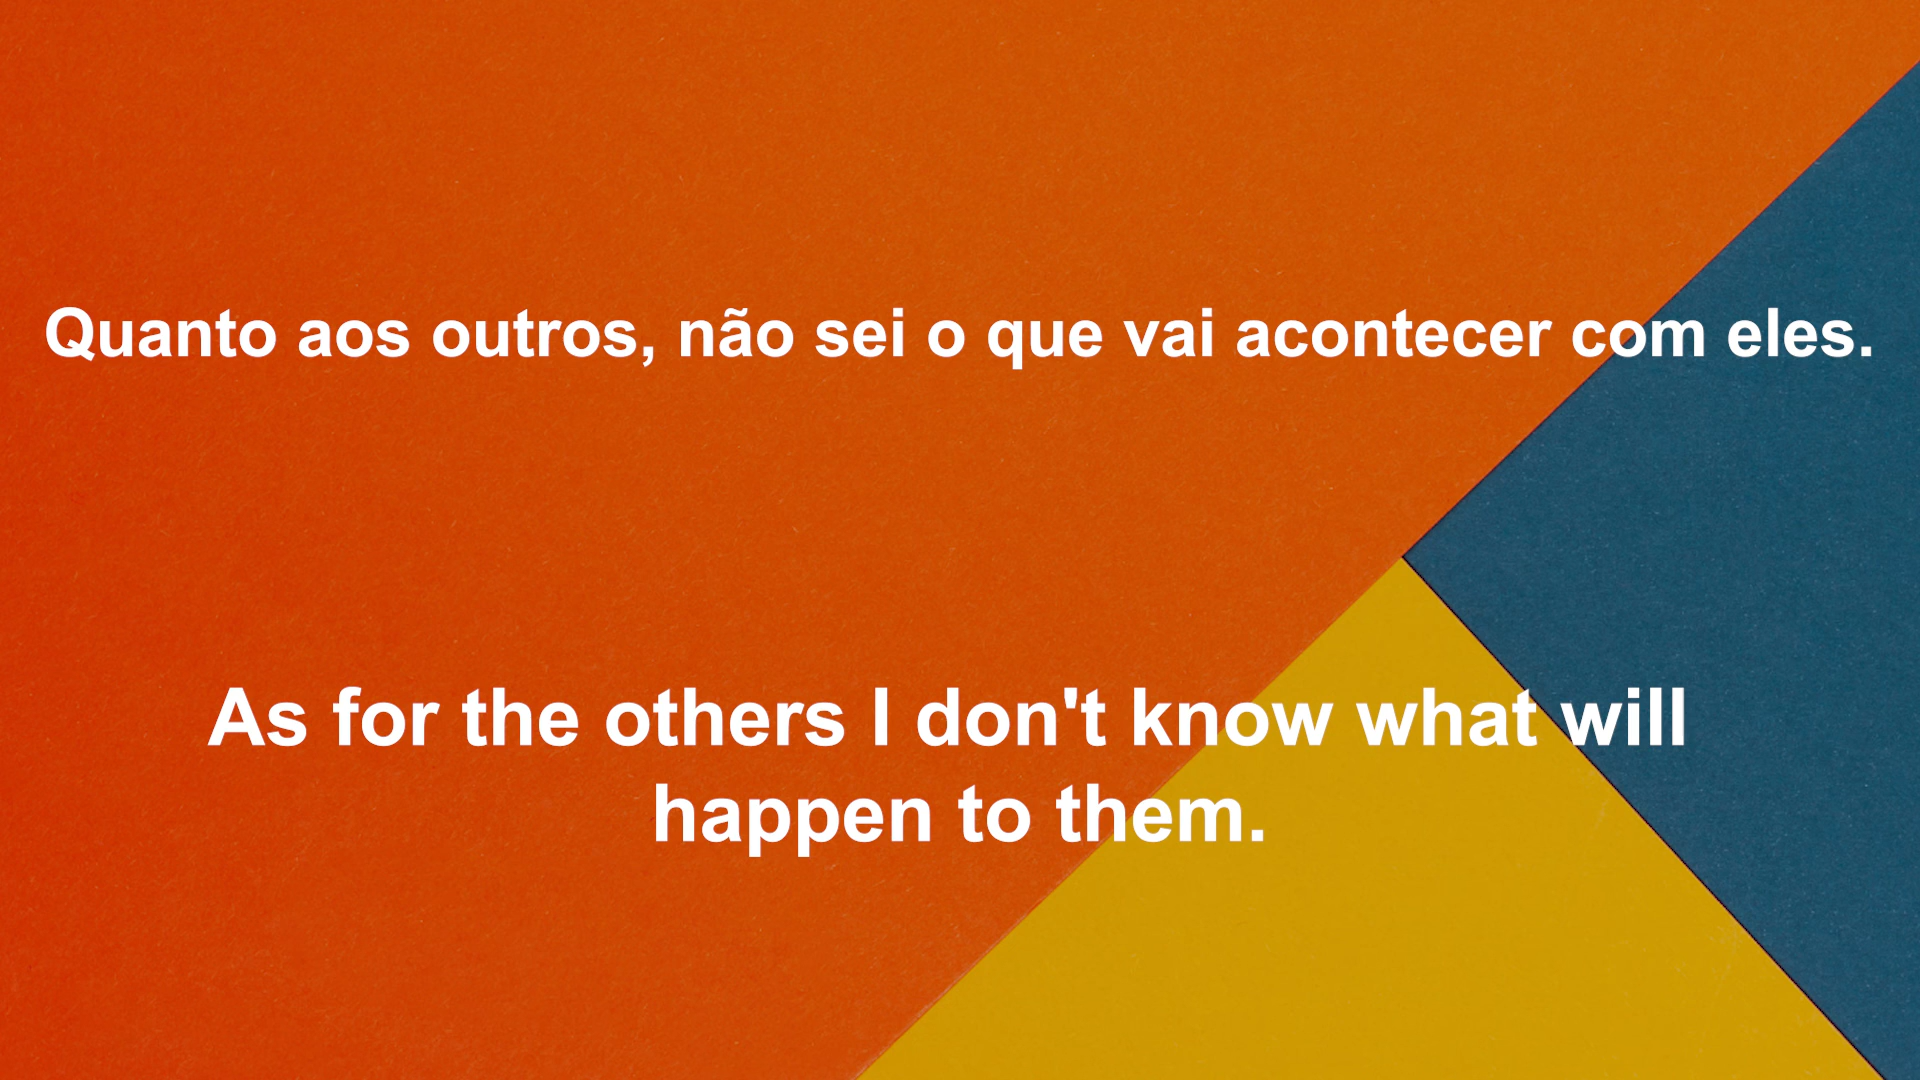 Quanto aos outros, não sei o que vai acontecer com eles.
As for the others I don't know what will
happen to them.